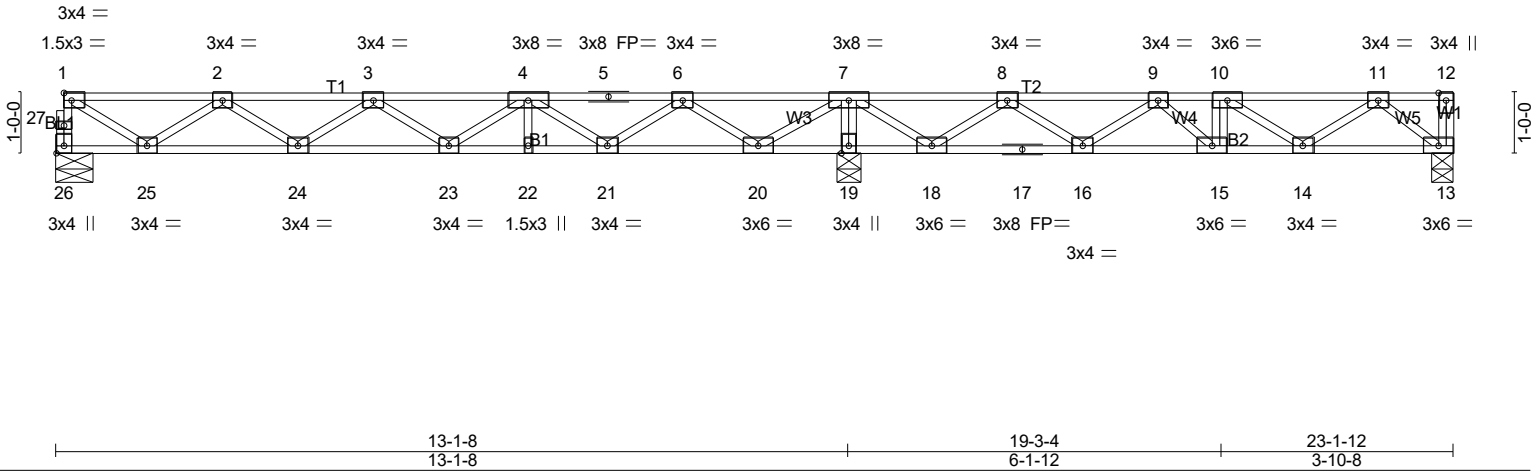 3x4 =
1.5x3 = 3x4 = 3x4 = 3x8 = 3x8 FP= 3x4 = 3x8 = 3x4 = 3x4 = 3x6 = 3x4 = 3x4 ||
1 2 3 4 5 6 7 8 9 10 11 12
T1 T2
1-0-0 27 BL1 W3 W4 W5 W1 1-0-0
B1 B2
26 25 24 23 22 21 20 19 18 17 16 15 14 13
3x4 || 3x4 = 3x4 = 3x4 = 1.5x3 || 3x4 = 3x6 = 3x4 || 3x6 = 3x8 FP= 3x6 = 3x4 = 3x6 =
3x4 =
13-1-8 19-3-4 23-1-12
13-1-8 6-1-12 3-10-8